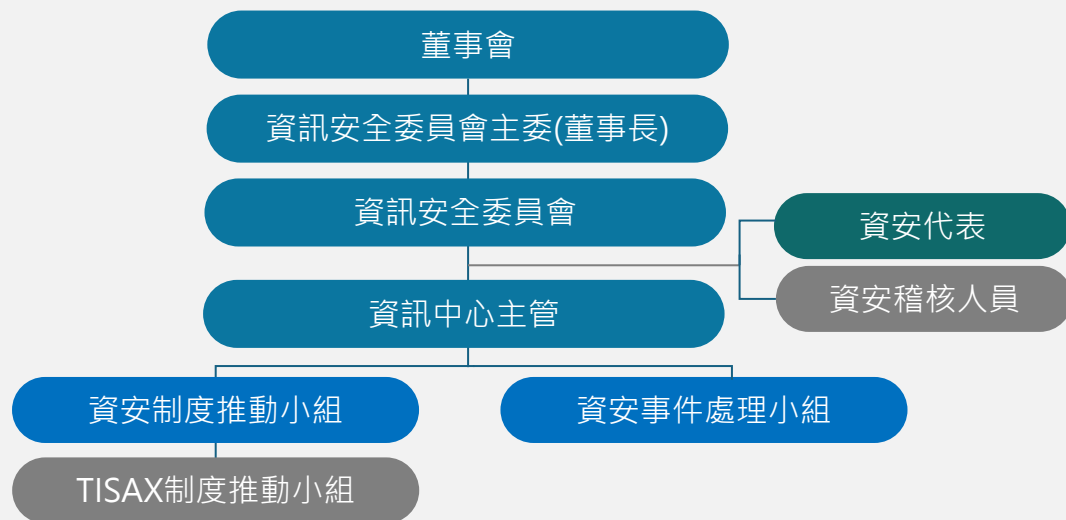 董事會
資訊安全委員會主委(董事長)
資訊安全委員會
資安代表
資安稽核人員
資訊中心主管
資安制度推動小組
資安事件處理小組
TISAX制度推動小組